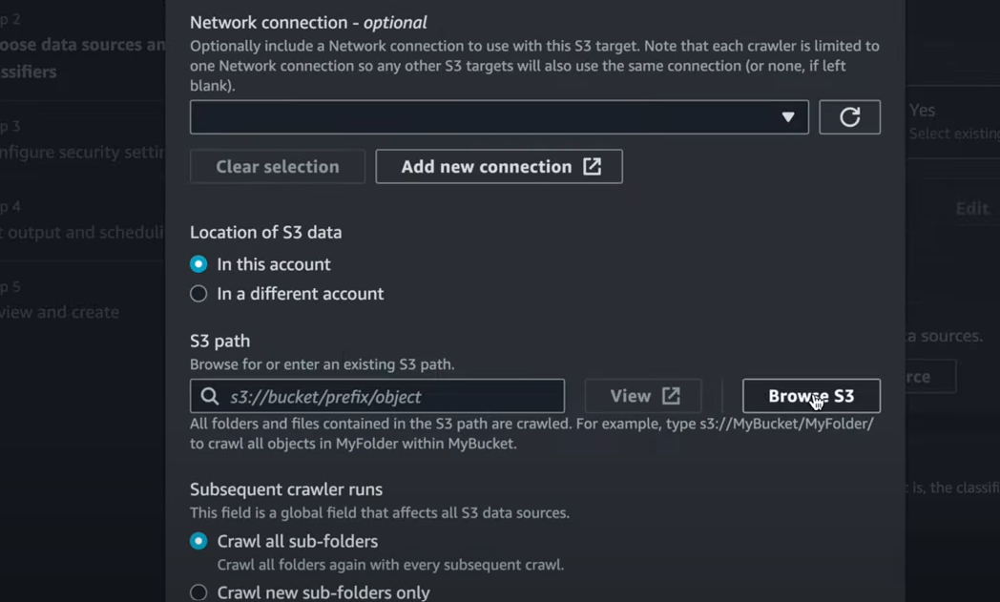 Network connection - optional
Optionally include a Network connection to use with this S3 target. Note that each crawler is limited to
one Network connection so any other S3 targets will also use the same connection (or none, if left
blank).
Clear selection
Add new connection
Location of S3 data
In this account
In a different account
S3 path
Browse for or enter an existing S3 path.
s3://bucket/prefix/object
View
Browse S3
All folders and files contained in the S3 path are crawled. For example, type s3://MyBucket/MyFolder/
to crawl all objects in MyFolder within MyBucket.
Subsequent crawler runs
This field is a global field that affects all S3 data sources.
Crawl all sub-folders
Crawl all folders again with every subsequent crawl.
Crawl new sub-folders only
p 2
oose data sources an
ssifiers
p 3
nfigure security settin
p 4
t output and scheduli
p 5
view and create
Yes
Select existing
Edit
a sources.
rce
is, the classifi